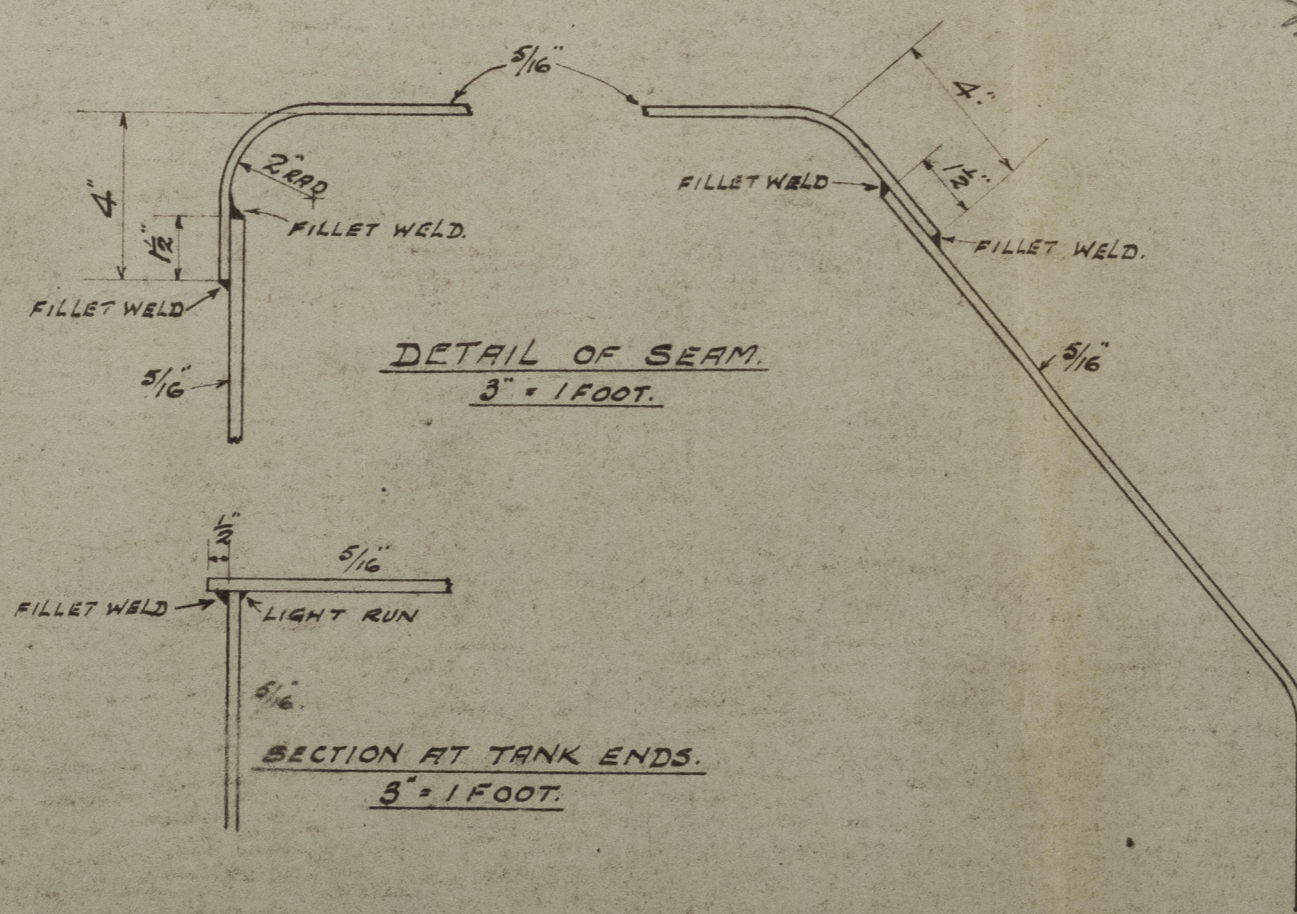 5/16"
4"
2" RAD
1½"
FILLET WELD.
FILLET WELD
5/16"
4"
1½"
FILLET WELD
FILLET WELD.
5/16"
DETAIL OF SEAM.
3" = 1 FOOT.
½"
5/16"
FILLET WELD
LIGHT RUN
5/16"
SECTION AT TANK ENDS.
3" = 1 FOOT.